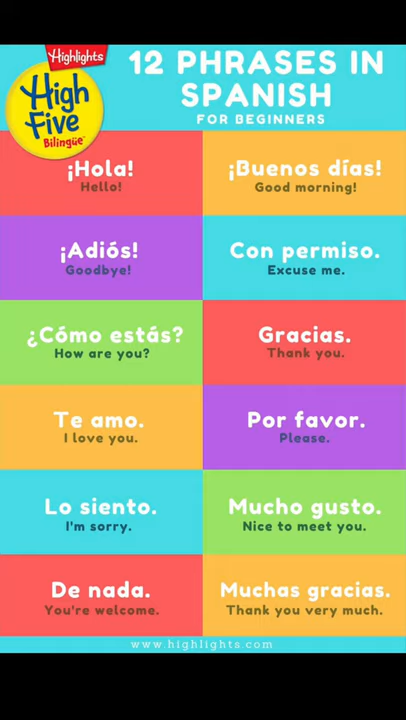 Highlights
High
Five
Bilingüe™
12 PHRASES IN
SPANISH
FOR BEGINNERS
¡Hola!
Hello!
¡Buenos días!
Good morning!
¡Adiós!
Goodbye!
Con permiso.
Excuse me.
¿Cómo estás?
How are you?
Gracias.
Thank you.
Te amo.
I love you.
Por favor.
Please.
Lo siento.
I'm sorry.
Mucho gusto.
Nice to meet you.
De nada.
You're welcome.
Muchas gracias.
Thank you very much.
www.highlights.com